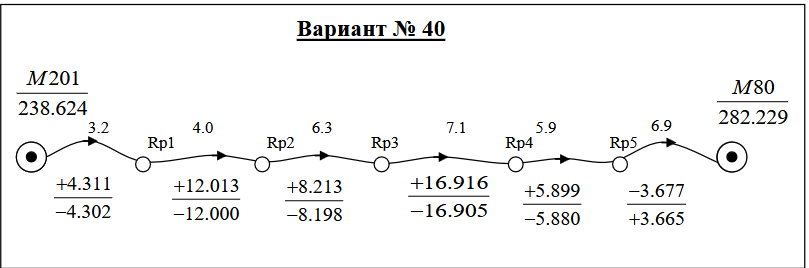 Вариант № 40
M201
238.624
M80
282.229
3.2 4.0 6.3 7.1 5.9 6.9
Rp1 Rp2 Rp3 Rp4 Rp5
+4.311 +12.013 +8.213 +16.916 +5.899 −3.677
−4.302 −12.000 −8.198 −16.905 −5.880 +3.665